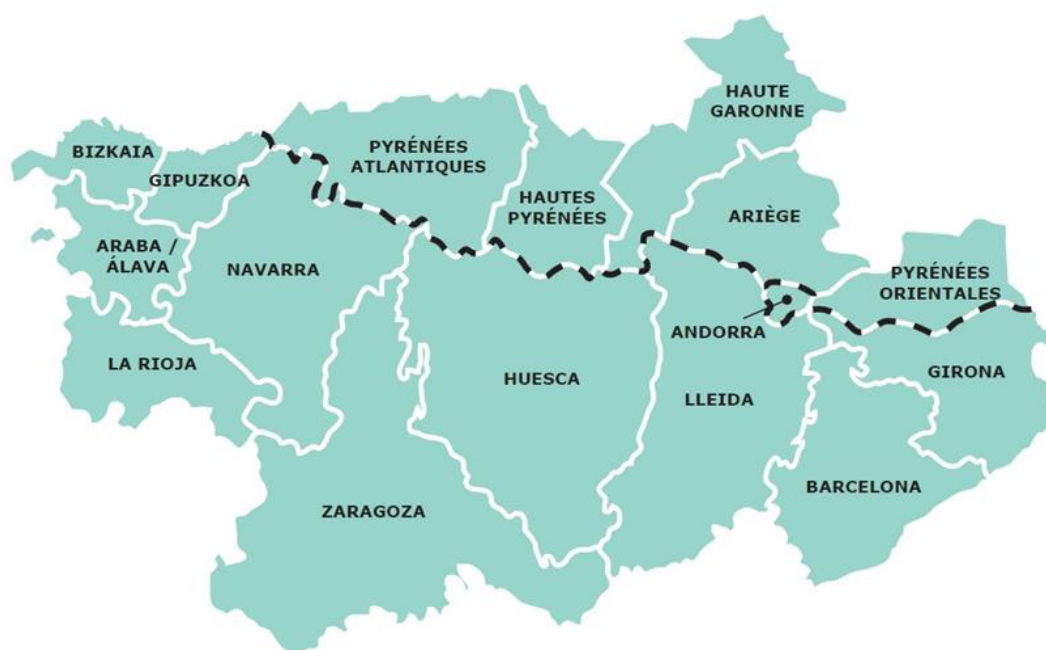 HAUTE
GARONNE
BIZKAIA
PYRÉNÉES
ATLANTIQUES
GIPUZKOA
HAUTES
PYRÉNÉES
ARIÈGE
ARABA /
ÁLAVA
NAVARRA
PYRÉNÉES
ORIENTALES
ANDORRA
LA RIOJA
HUESCA
LLEIDA
GIRONA
BARCELONA
ZARAGOZA